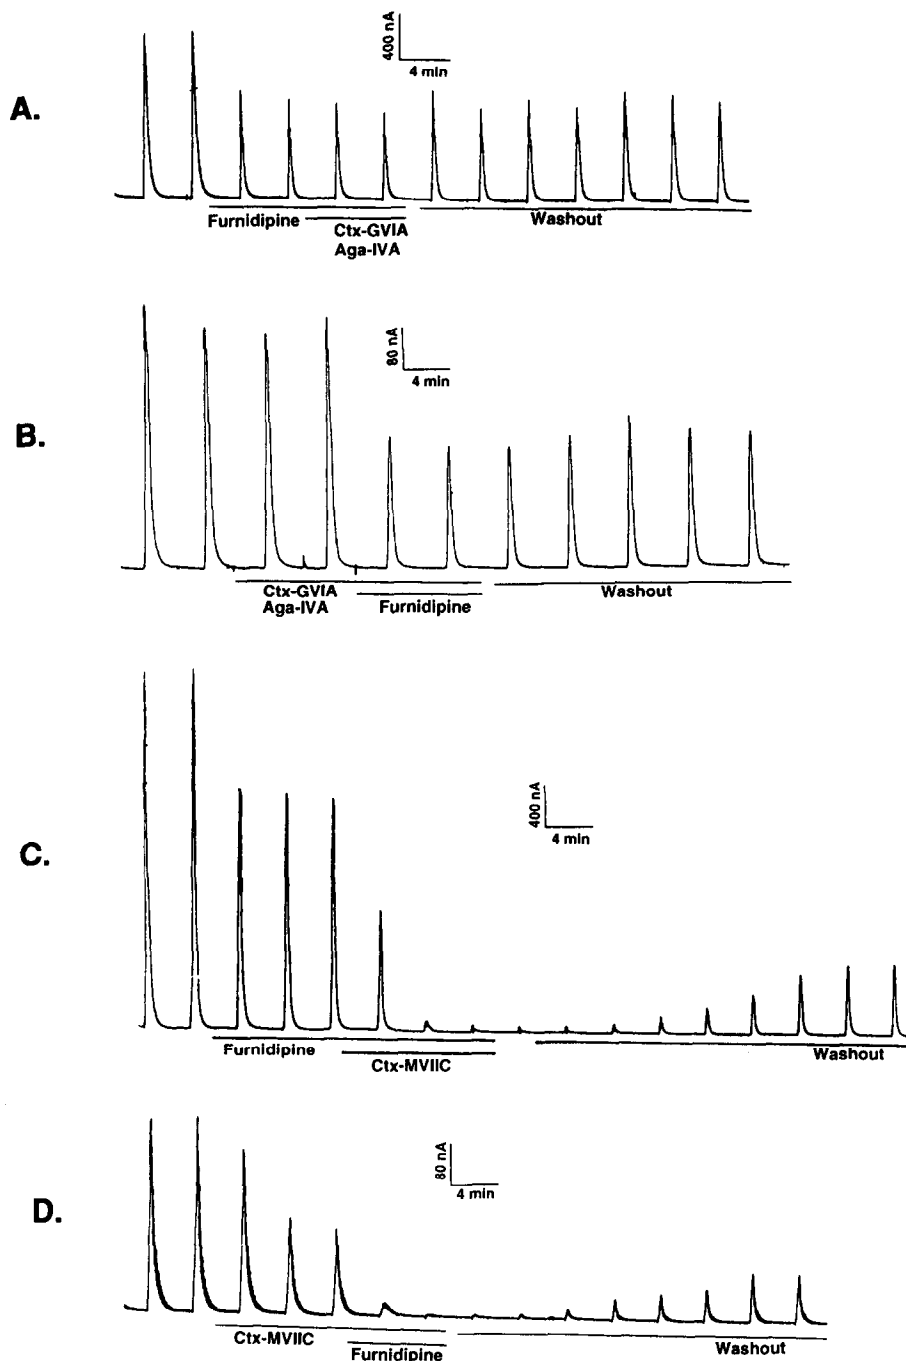 A.
400 nA
4 min
Furnidipine
Ctx-GVIA
Aga-IVA
Washout
B.
80 nA
4 min
Ctx-GVIA
Aga-IVA
Furnidipine
Washout
C.
400 nA
4 min
Furnidipine
Ctx-MVIIC
Washout
D.
80 nA
4 min
Ctx-MVIIC
Furnidipine
Washout